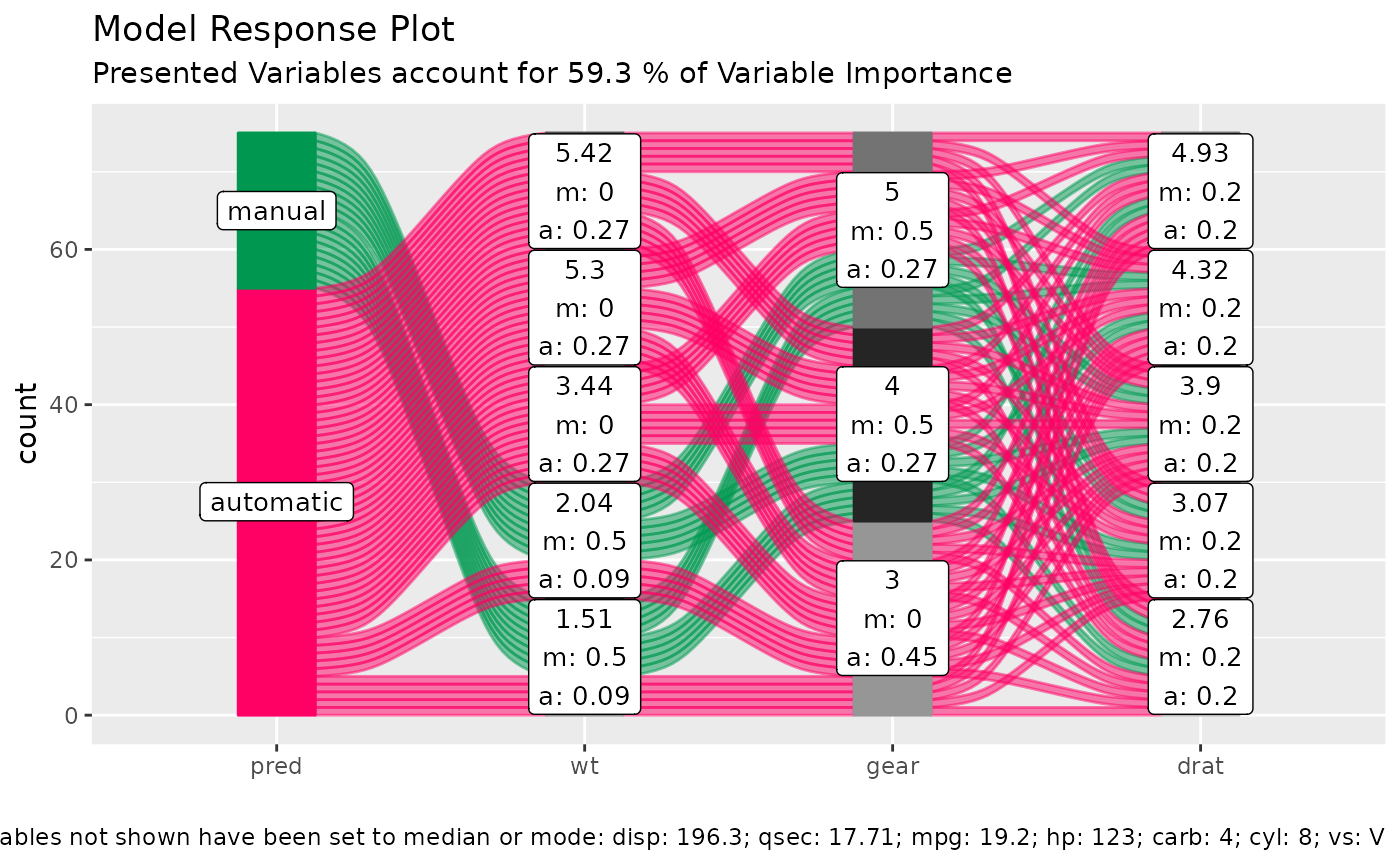 Model Response Plot
Presented Variables account for 59.3 % of Variable Importance
count
60
40
20
0
manual
automatic
5.42
m: 0
a: 0.27
5.3
m: 0
a: 0.27
3.44
m: 0
a: 0.27
2.04
m: 0.5
a: 0.09
1.51
m: 0.5
a: 0.09
5
m: 0.5
a: 0.27
4
m: 0.5
a: 0.27
3
m: 0
a: 0.45
4.93
m: 0.2
a: 0.2
4.32
m: 0.2
a: 0.2
3.9
m: 0.2
a: 0.2
3.07
m: 0.2
a: 0.2
2.76
m: 0.2
a: 0.2
pred
wt
gear
drat
ables not shown have been set to median or mode: disp: 196.3; qsec: 17.71; mpg: 19.2; hp: 123; carb: 4; cyl: 8; vs: V